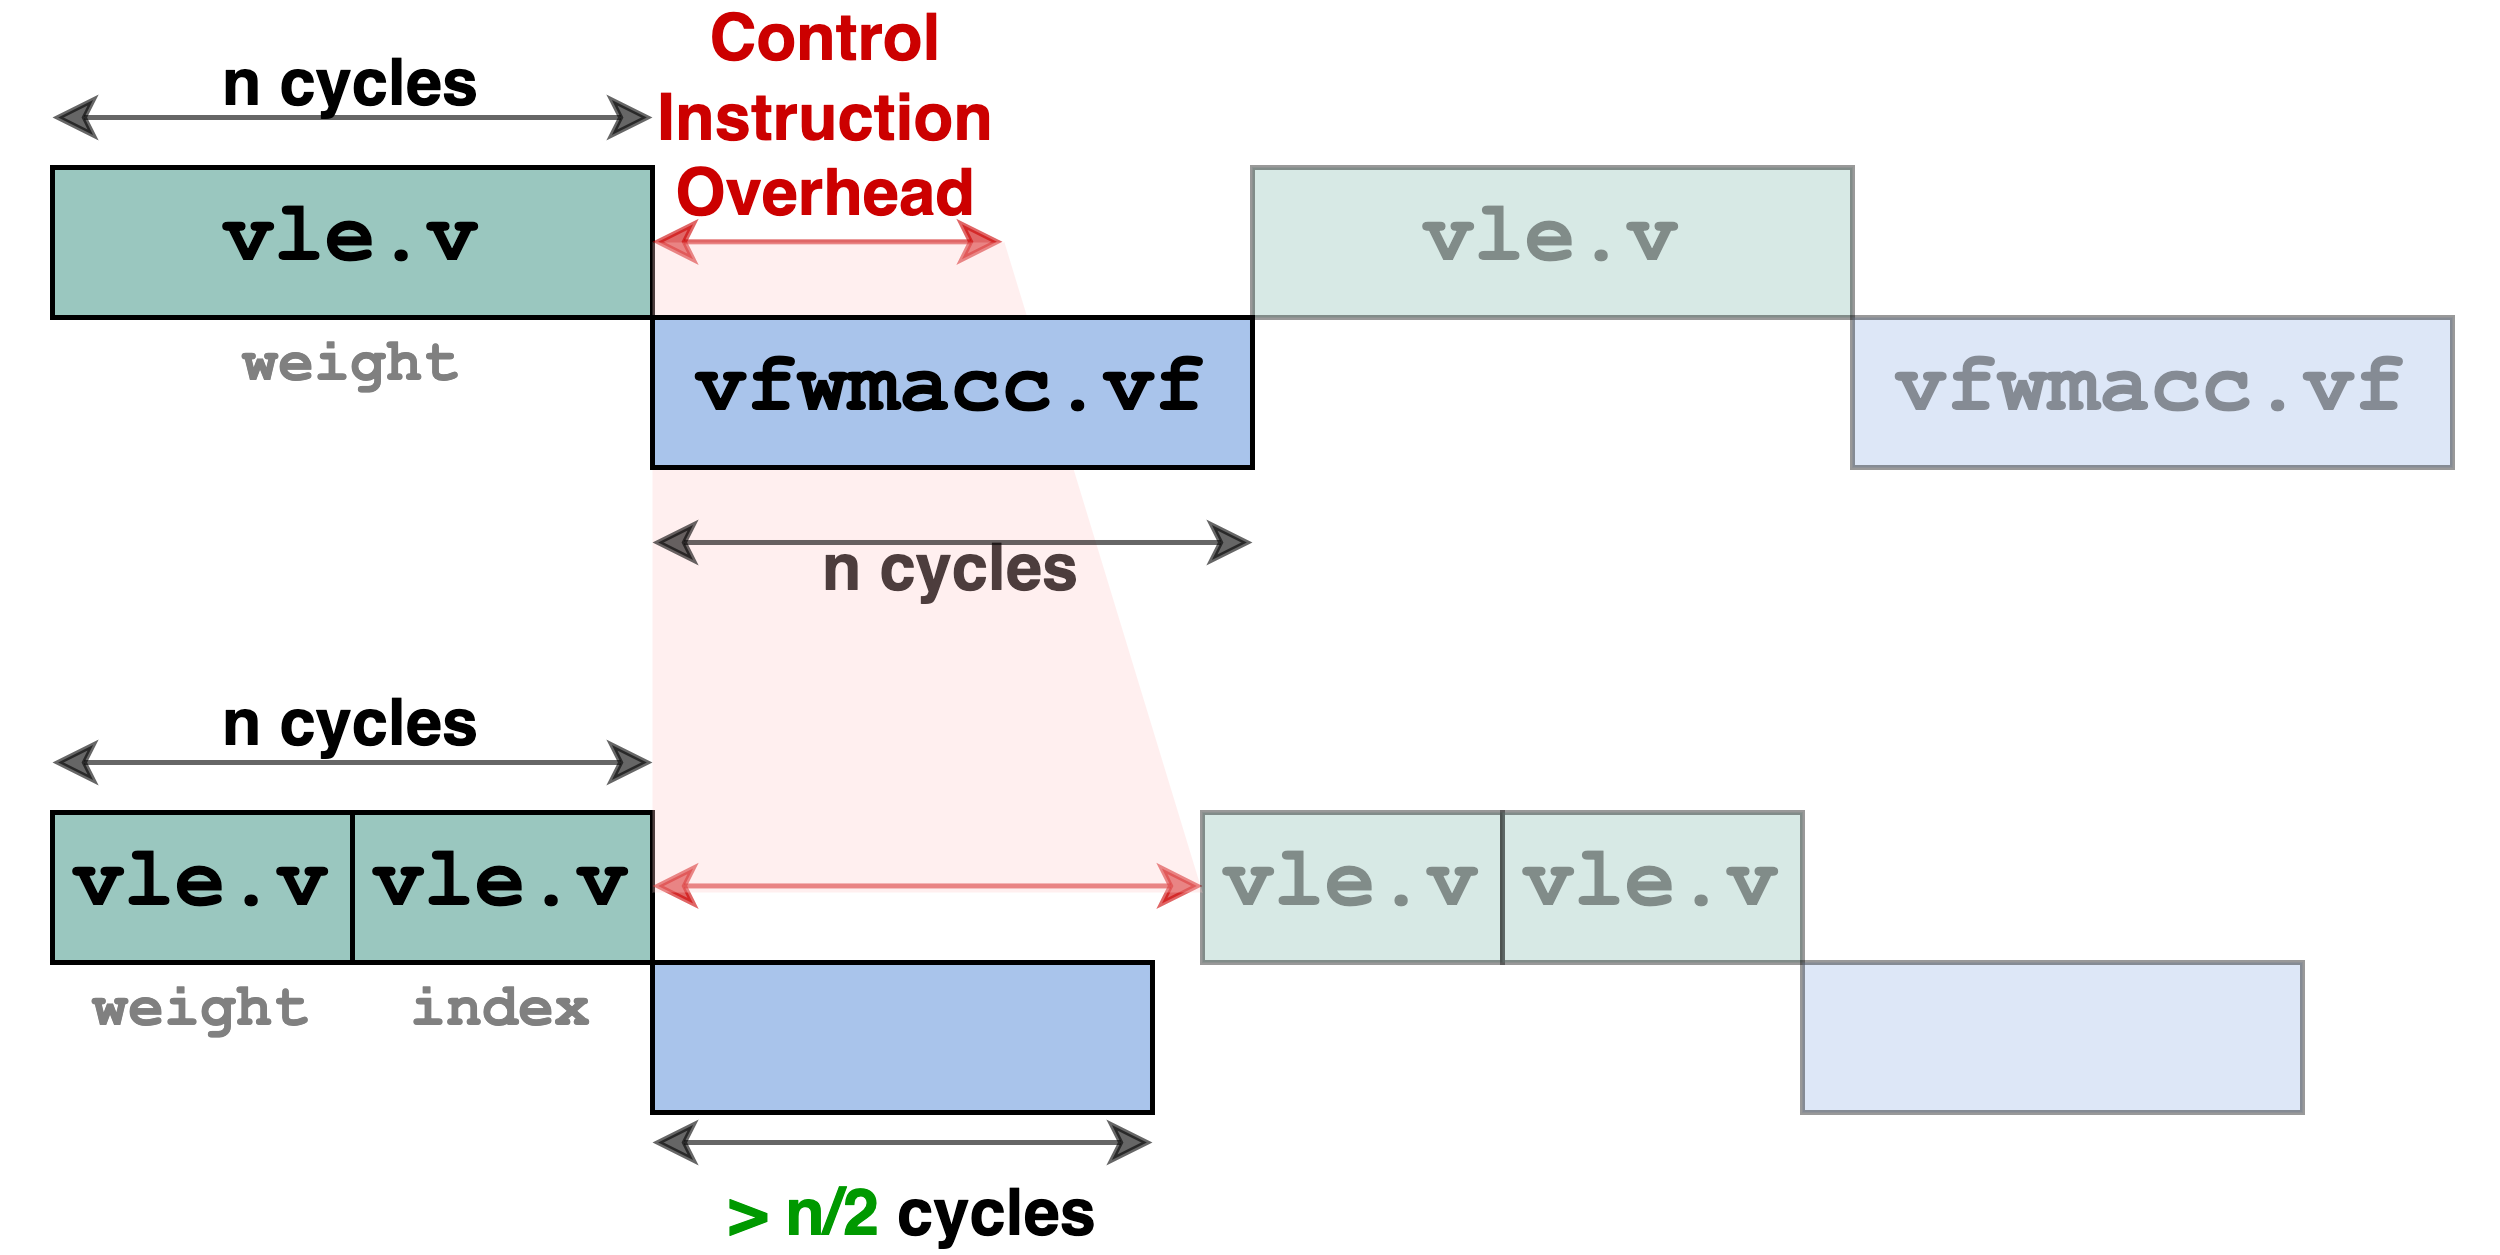 Control
Instruction
Overhead
n cycles
vle.v
vle.v
weight
vfwmacc.vf
vfwmacc.vf
n cycles
n cycles
vle.v
vle.v
vle.v
vle.v
weight
index
> n/2 cycles